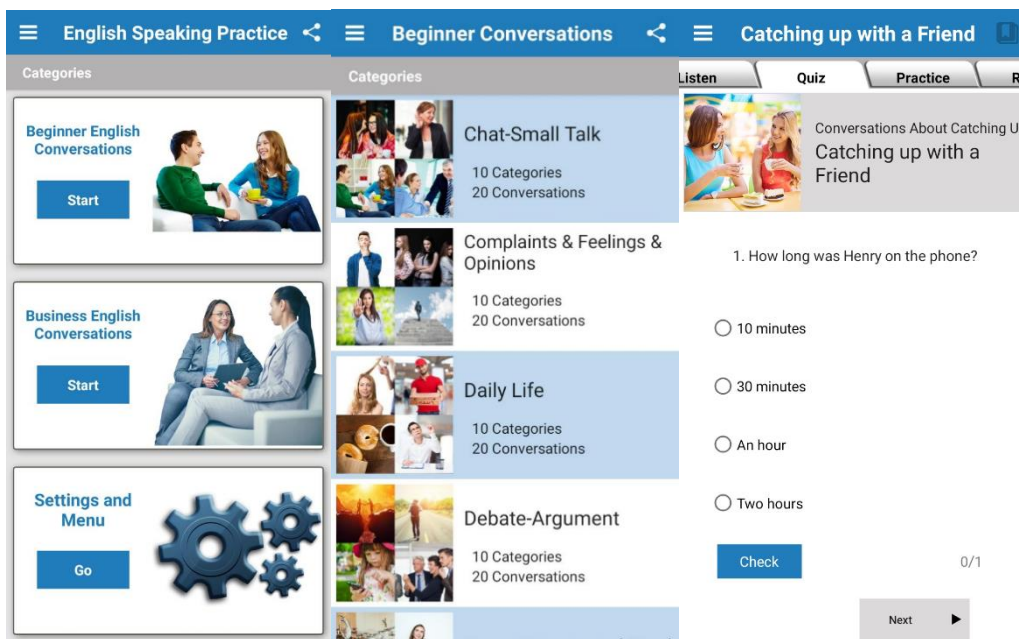 English Speaking Practice
Categories
Beginner English
Conversations
Start
Business English
Conversations
Start
Settings and
Menu
Go
Beginner Conversations
Categories
Chat-Small Talk
10 Categories
20 Conversations
Complaints & Feelings &
Opinions
10 Categories
20 Conversations
Daily Life
10 Categories
20 Conversations
Debate-Argument
10 Categories
20 Conversations
Catching up with a Friend
Listen Quiz Practice R
Conversations About Catching U
Catching up with a
Friend
1. How long was Henry on the phone?
10 minutes
30 minutes
An hour
Two hours
Check 0/1
Next